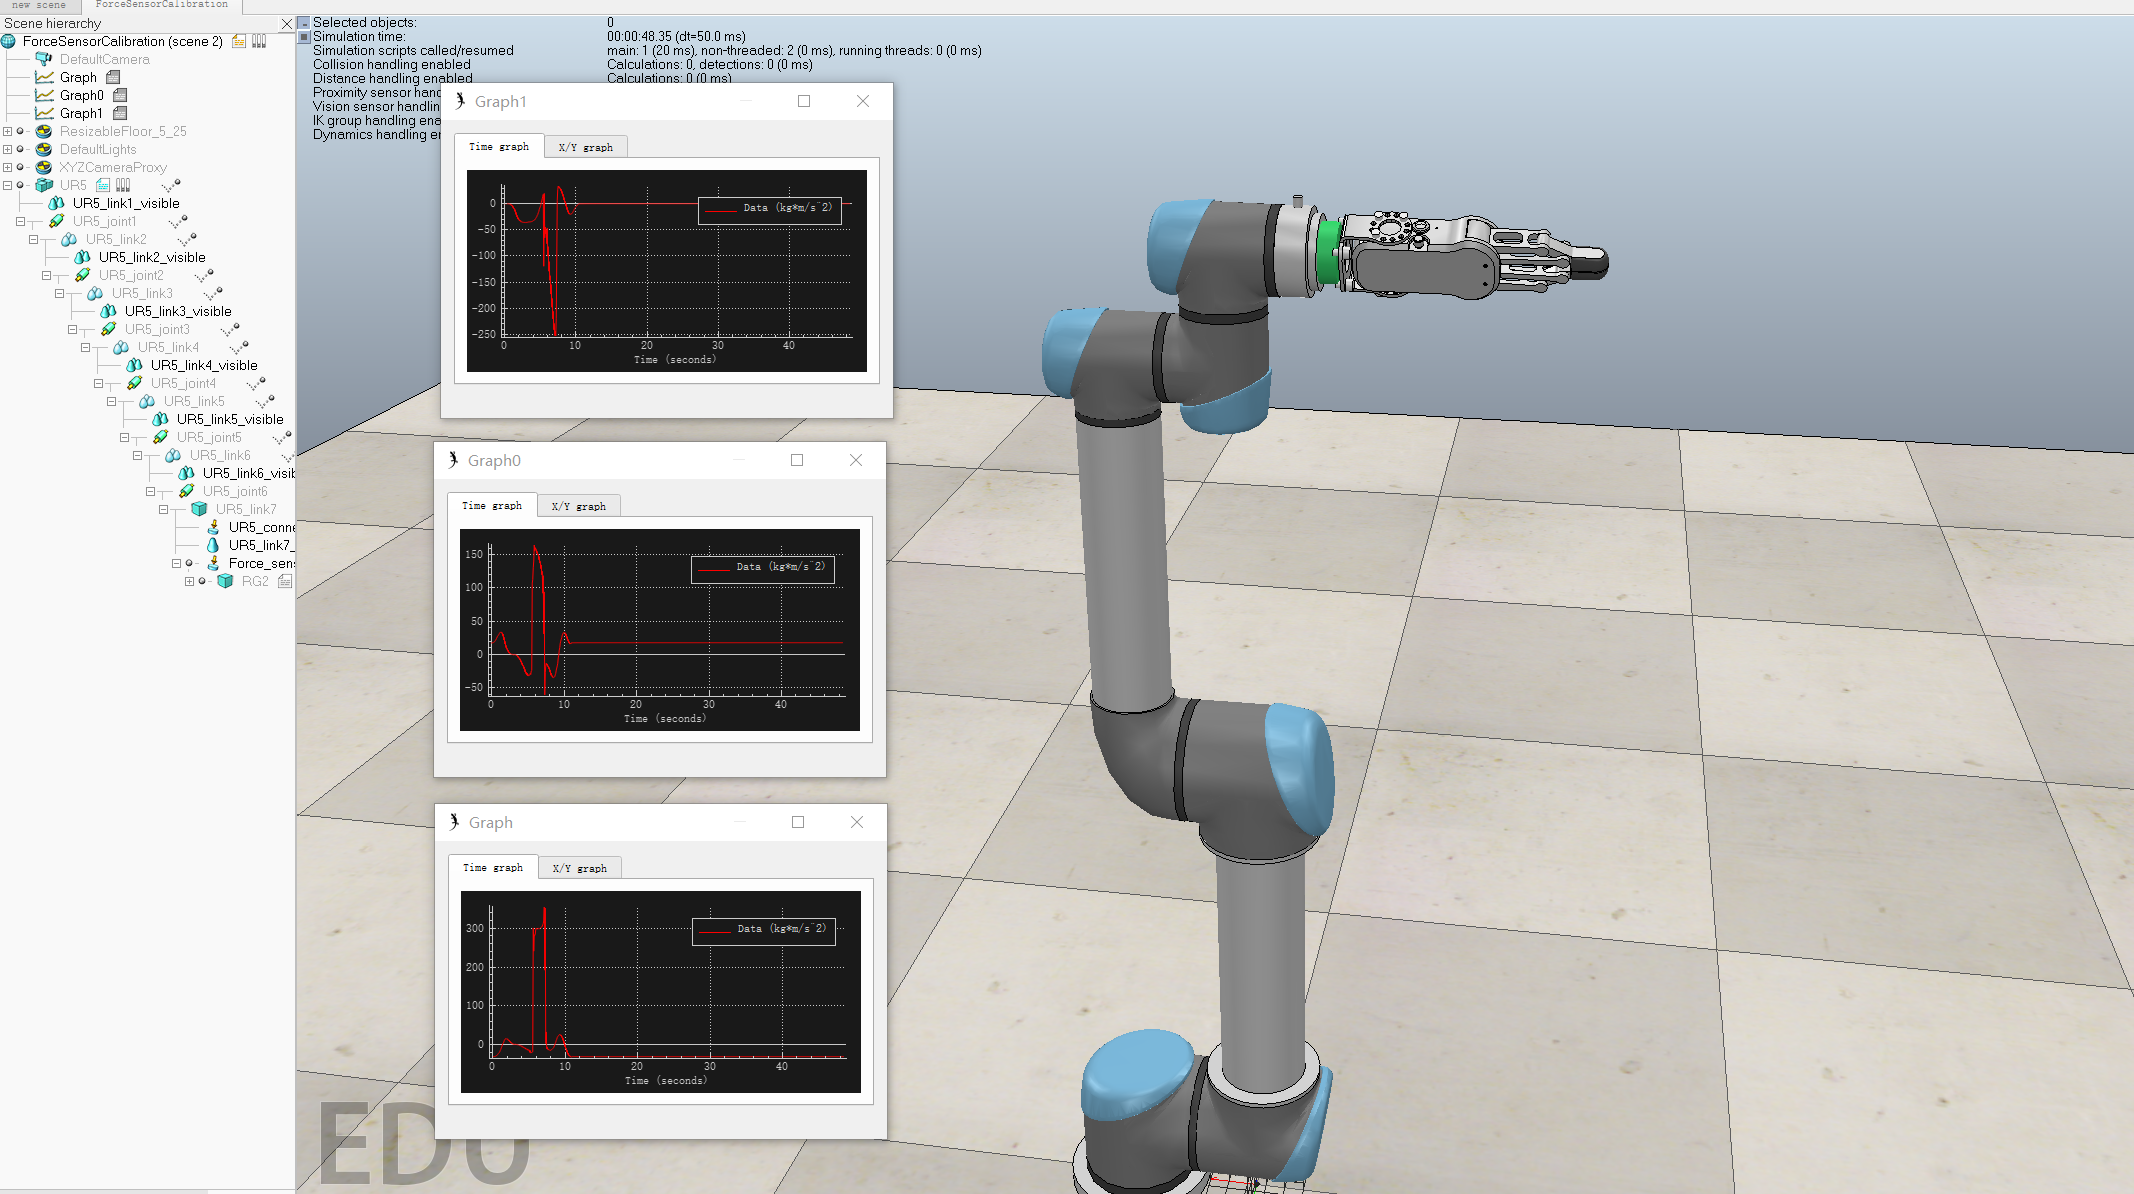 new scene
ForceSensorCalibration
Scene hierarchy
ForceSensorCalibration (scene 2)
DefaultCamera
Graph
Graph0
Graph1
ResizableFloor_5_25
DefaultLights
XYZCameraProxy
UR5
UR5_link1_visible
UR5_joint1
UR5_link2
UR5_link2_visible
UR5_joint2
UR5_link3
UR5_link3_visible
UR5_joint3
UR5_link4
UR5_link4_visible
UR5_joint4
UR5_link5
UR5_link5_visible
UR5_joint5
UR5_link6
UR5_link6_visib
UR5_joint6
UR5_link7
UR5_conne
UR5_link7_
Force_sens
RG2
Selected objects: 0
Simulation time: 00:00:48.35 (dt=50.0 ms)
Simulation scripts called/resumed main: 1 (20 ms), non-threaded: 2 (0 ms), running threads: 0 (0 ms)
Collision handling enabled Calculations: 0, detections: 0 (0 ms)
Distance handling enabled Calculations: 0 (0 ms)
Proximity sensor hand
Vision sensor handlin
IK group handling ena
Dynamics handling en
Graph1
Time graph X/Y graph
Data (kg*m/s^2)
0
-50
-100
-150
-200
-250
0 10 20 30 40
Time (seconds)
Graph0
Time graph X/Y graph
Data (kg*m/s^2)
150
100
50
0
-50
0 10 20 30 40
Time (seconds)
Graph
Time graph X/Y graph
Data (kg*m/s^2)
300
200
100
0
0 10 20 30 40
Time (seconds)
EDU